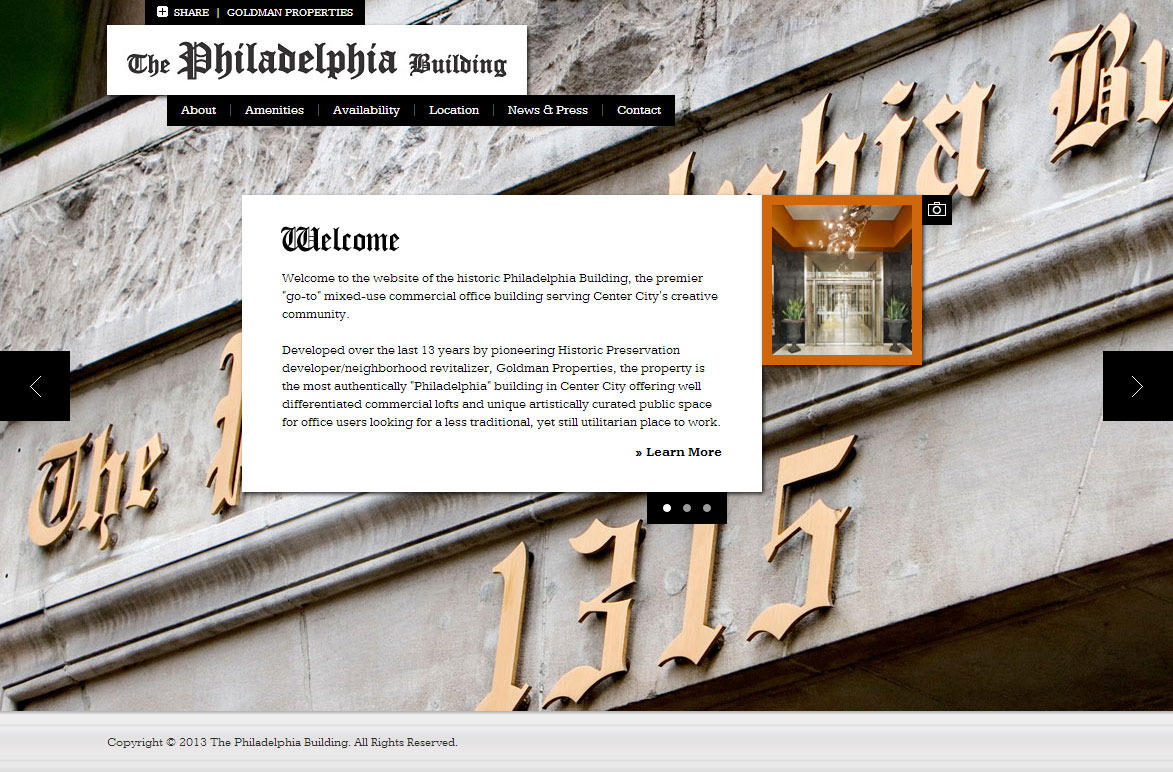 SHARE | GOLDMAN PROPERTIES
The Philadelphia Building
About | Amenities | Availability | Location | News & Press | Contact
Bu
Welcome
Welcome to the website of the historic Philadelphia Building, the premier
"go-to" mixed-use commercial office building serving Center City's creative
community.
Developed over the last 13 years by pioneering Historic Preservation
developer/neighborhood revitalizer, Goldman Properties, the property is
the most authentically "Philadelphia" building in Center City offering well
differentiated commercial lofts and unique artistically curated public space
for office users looking for a less traditional, yet still utilitarian place to work.
» Learn More
The
1315
Copyright © 2013 The Philadelphia Building. All Rights Reserved.